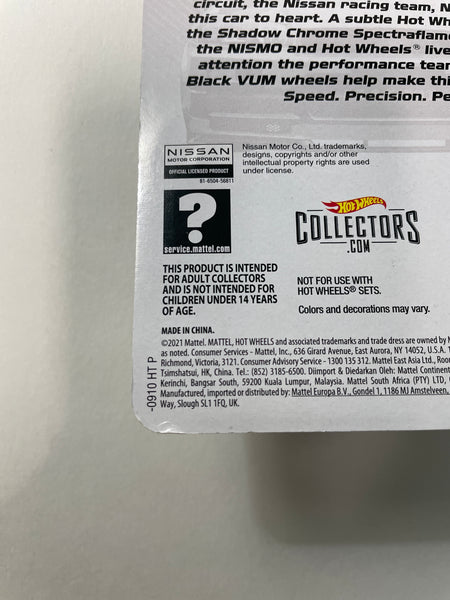 circuit, the Nissan racing team,
this car to heart. A subtle Hot
the Shadow Chrome Spectraflame
the NISMO and Hot Wheels® live
attention the performance team
Black VUM wheels help make
Speed. Precision.
NISSAN
MOTOR CORPORATION
OFFICIAL LICENSED PRODUCT
81-6504-56811
Nissan Motor Co., Ltd. trademarks,
designs, copyrights and/or other
intellectual property rights are used
under license.
?
service.mattel.com
Hot Wheels
COLLECTORS
.COM
THIS PRODUCT IS INTENDED
FOR ADULT COLLECTORS
AND IS NOT INTENDED FOR
CHILDREN UNDER 14 YEARS
OF AGE.
NOT FOR USE WITH
HOT WHEELS® SETS.
Colors and decorations may vary.
MADE IN CHINA.
©2021 Mattel. MATTEL, HOT WHEELS and associated trademarks and trade dress are owned by
as noted. Consumer Services - Mattel, Inc., 636 Girard Avenue, East Aurora, NY 14052, U.S.A.
Richmond, Victoria, 3121. Consumer Advisory Service - 1300 135 312. Mattel East Asia Ltd.,
Tsimshatsui, HK, China. Tel.: (852) 3185-6500. Diimport & Diedarkan Oleh: Mattel
Kerinchi, Bangsar South, 59200 Kuala Lumpur, Malaysia. Mattel South Africa (PTY) LTD,
Manufactured, imported or distributed by: Mattel Europa B.V., Gondel 1, 1186 MJ Amstelveen,
Way, Slough SL1 1FQ, UK.
-0910 HT P